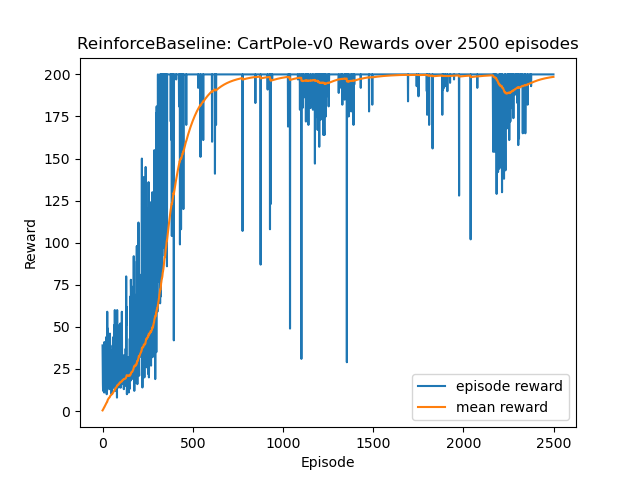 ReinforceBaseline: CartPole-v0 Rewards over 2500 episodes
200
175
150
125
100
75
50
25
0
Reward
0 500 1000 1500 2000 2500
Episode
episode reward
mean reward